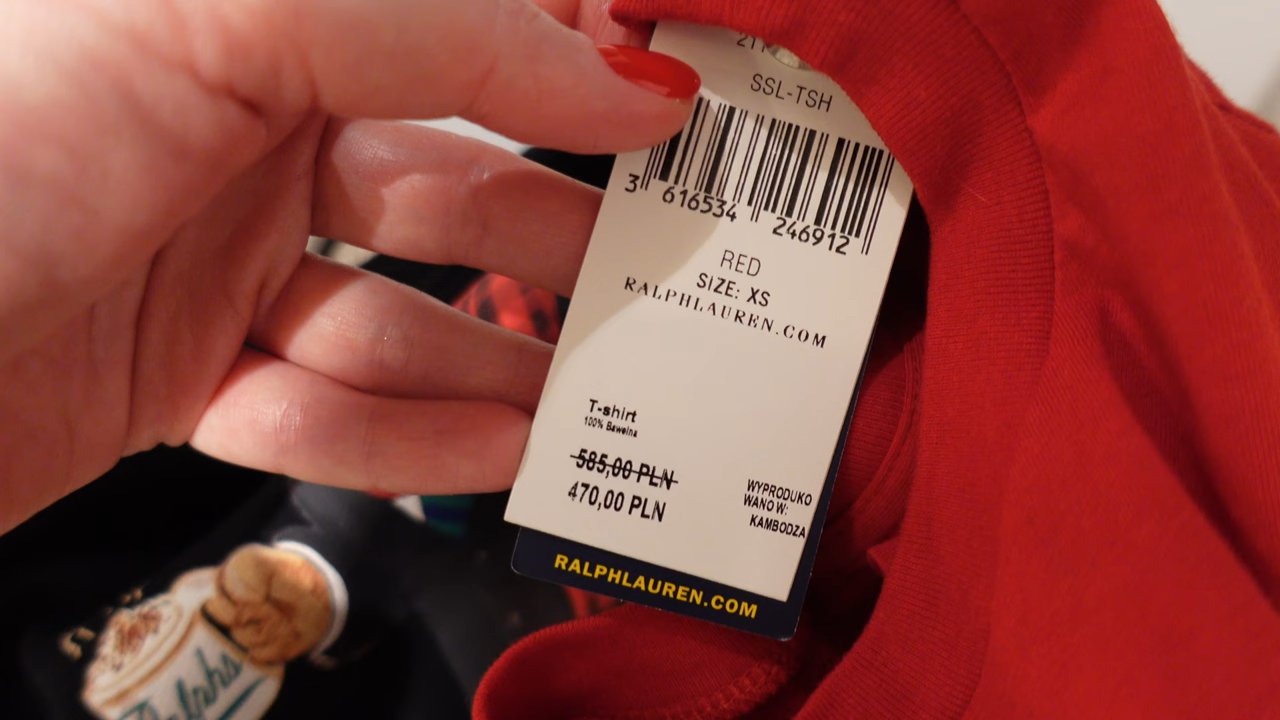 SSL-TSH
3 616534 246912
RED
SIZE: XS
RALPHLAUREN.COM
T-shirt
100% Bawełna
585,00 PLN
470,00 PLN
WYPRODUKO
WANO W:
KAMBODZA
RALPHLAUREN.COM
Ralphs